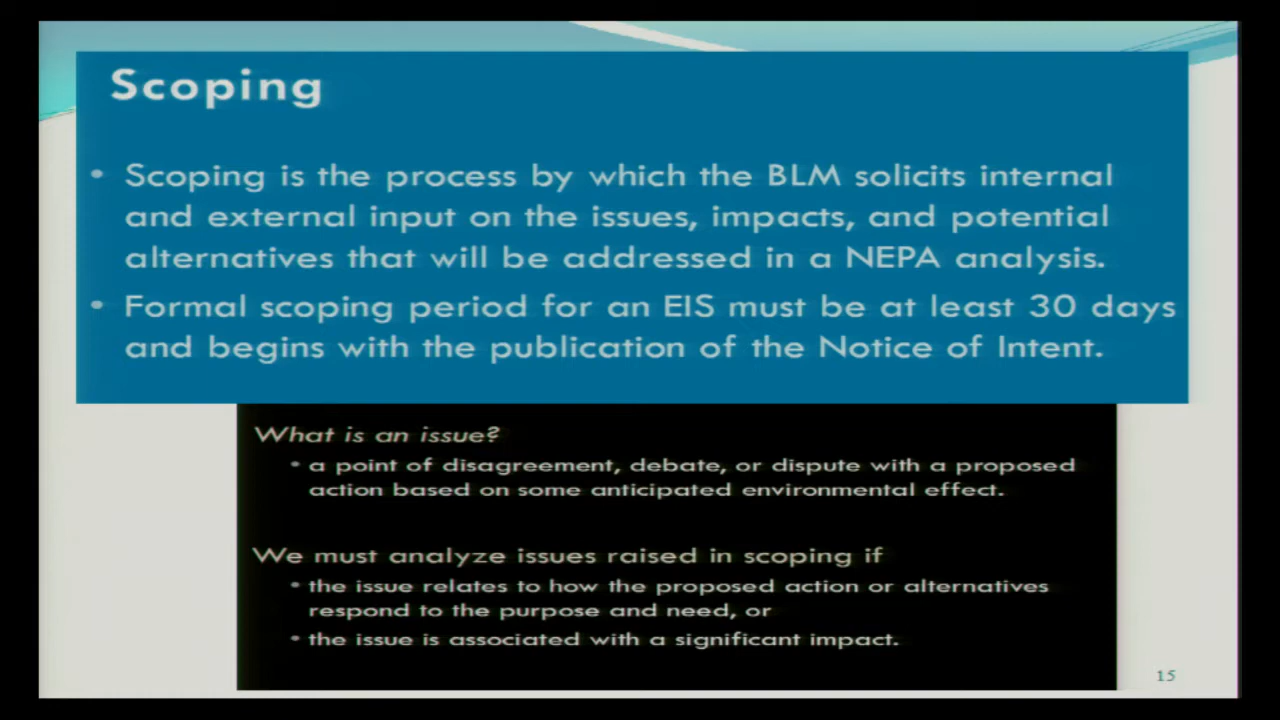 Scoping
• Scoping is the process by which the BLM solicits internal
and external input on the issues, impacts, and potential
alternatives that will be addressed in a NEPA analysis.
• Formal scoping period for an EIS must be at least 30 days
and begins with the publication of the Notice of Intent.
What is an issue?
• a point of disagreement, debate, or dispute with a proposed
action based on some anticipated environmental effect.
We must analyze issues raised in scoping if
• the issue relates to how the proposed action or alternatives
respond to the purpose and need, or
• the issue is associated with a significant impact.
15